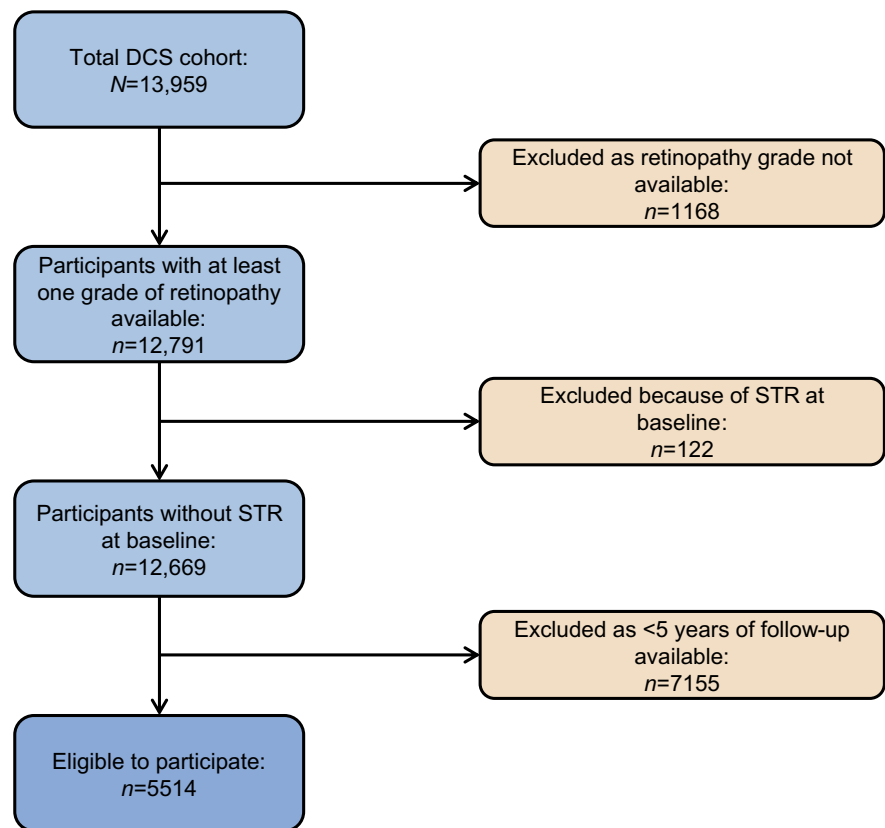 Total DCS cohort:
N=13,959
Excluded as retinopathy grade not
available:
n=1168
Participants with at least
one grade of retinopathy
available:
n=12,791
Excluded because of STR at
baseline:
n=122
Participants without STR
at baseline:
n=12,669
Excluded as <5 years of follow-up
available:
n=7155
Eligible to participate:
n=5514